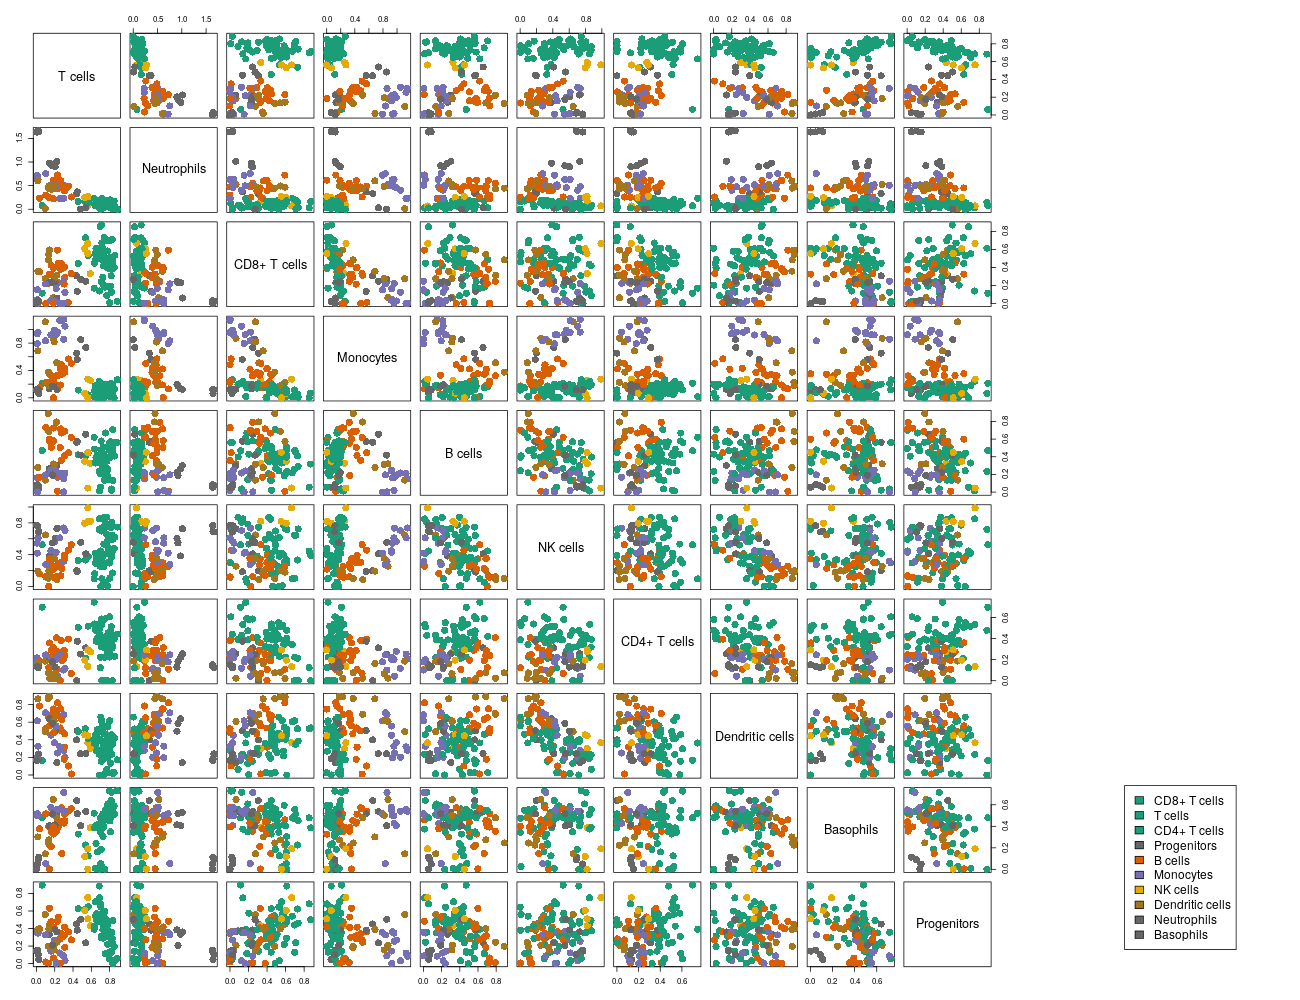 0.0 0.5 1.0 1.5
0.0 0.4 0.8
0.0 0.4 0.8
0.0 0.2 0.4 0.6 0.8
0.0 0.2 0.4 0.6 0.8
T cells
0.0 0.2 0.4 0.6 0.8
0.0 0.5 1.0 1.5
Neutrophils
CD8+ T cells
0.0 0.2 0.4 0.6 0.8
0.0 0.4 0.8
Monocytes
B cells
0.0 0.2 0.4 0.6 0.8
0.0 0.4 0.8
NK cells
CD4+ T cells
0.0 0.2 0.4 0.6
0.0 0.2 0.4 0.6 0.8
Dendritic cells
Basophils
0.0 0.2 0.4 0.6
0.0 0.2 0.4 0.6 0.8
Progenitors
0.0 0.2 0.4 0.6 0.8
0.0 0.2 0.4 0.6 0.8
0.0 0.2 0.4 0.6 0.8
0.0 0.2 0.4 0.6
0.0 0.2 0.4 0.6
CD8+ T cells
T cells
CD4+ T cells
Progenitors
B cells
Monocytes
NK cells
Dendritic cells
Neutrophils
Basophils